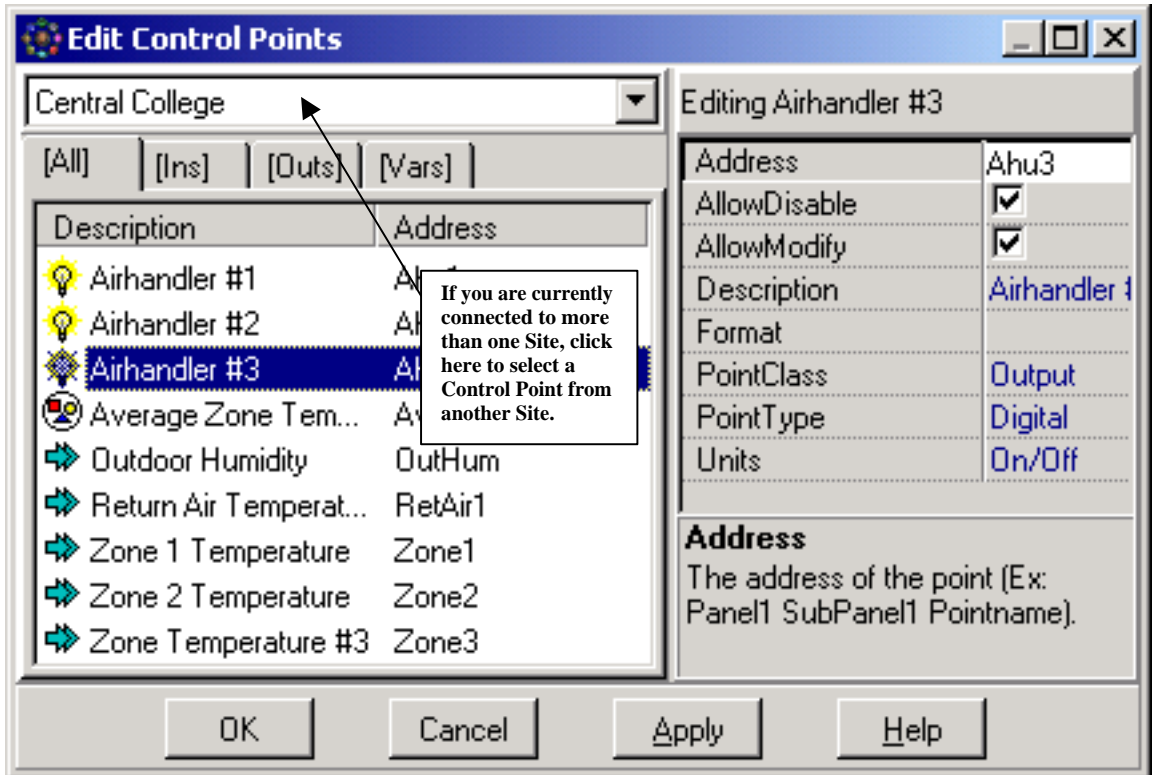 Edit Control Points
Central College
Editing Airhandler #3
[All] [Ins] [Outs] [Vars]
Description Address
Airhandler #1
Airhandler #2
Airhandler #3
Average Zone Tem...
Outdoor Humidity OutHum
Return Air Temperat... RetAir1
Zone 1 Temperature Zone1
Zone 2 Temperature Zone2
Zone Temperature #3 Zone3
If you are currently
connected to more
than one Site, click
here to select a
Control Point from
another Site.
Address Ahu3
AllowDisable
AllowModify
Description Airhandler
Format
PointClass Output
PointType Digital
Units On/Off
Address
The address of the point (Ex:
Panel1 SubPanel1 Pointname).
OK Cancel Apply Help